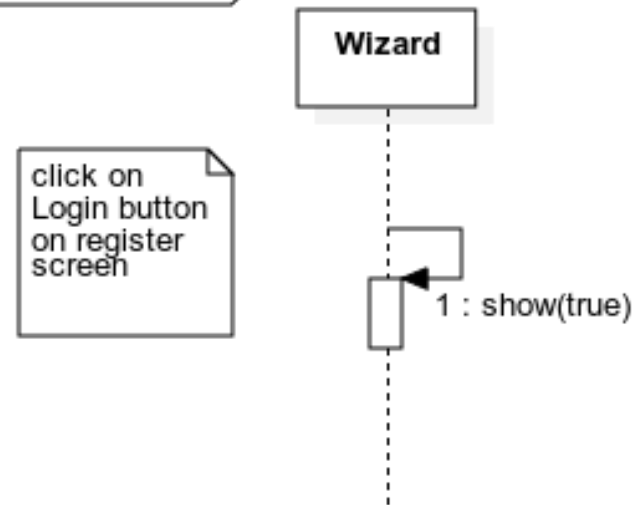 Wizard
click on
Login button
on register
screen
1 : show(true)